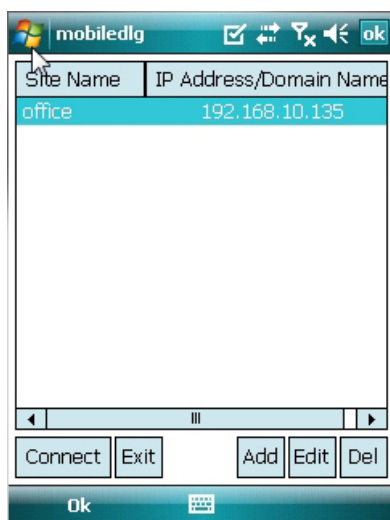 mobiledlg ok
Site Name IP Address/Domain Name
office 192.168.10.135
Connect Exit Add Edit Del
Ok